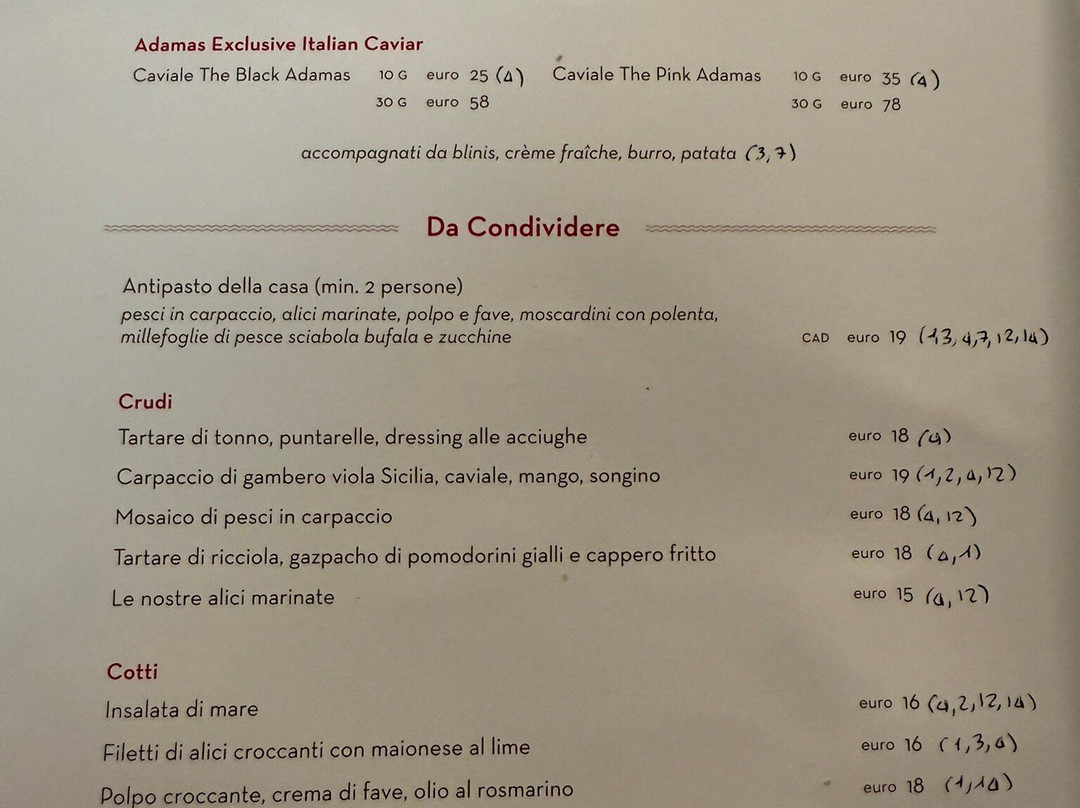 Adamas Exclusive Italian Caviar
Caviale The Black Adamas 10 G euro 25 (4) Caviale The Pink Adamas 10 G euro 35 (4)
30 G euro 58 30 G euro 78
accompagnati da blinis, crème fraîche, burro, patata (3,7)
Da Condividere
Antipasto della casa (min. 2 persone)
pesci in carpaccio, alici marinate, polpo e fave, moscardini con polenta,
millefoglie di pesce sciabola bufala e zucchine CAD euro 19 (1,3,4,7,12,14)
Crudi
Tartare di tonno, puntarelle, dressing alle acciughe euro 18 (4)
Carpaccio di gambero viola Sicilia, caviale, mango, songino euro 19 (1,2,4,12)
Mosaico di pesci in carpaccio euro 18 (4,12)
Tartare di ricciola, gazpacho di pomodorini gialli e cappero fritto euro 18 (4,1)
Le nostre alici marinate euro 15 (4,12)
Cotti
Insalata di mare euro 16 (4,2,12,14)
Filetti di alici croccanti con maionese al lime euro 16 (1,3,4)
Polpo croccante, crema di fave, olio al rosmarino euro 18 (1,14)